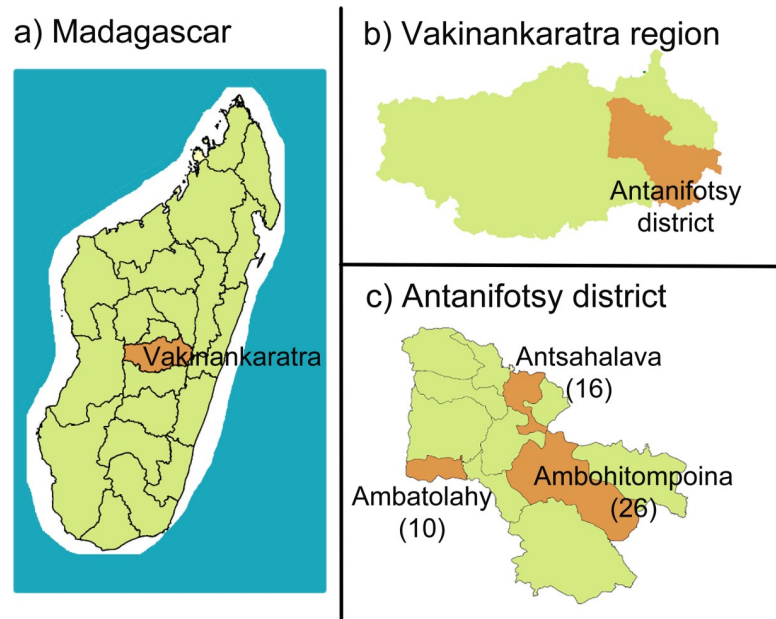 a) Madagascar
Vakinankaratra
b) Vakinankaratra region
Antanifotsy
district
c) Antanifotsy district
Antsahalava
(16)
Ambohitompoina
(26)
Ambatolahy
(10)